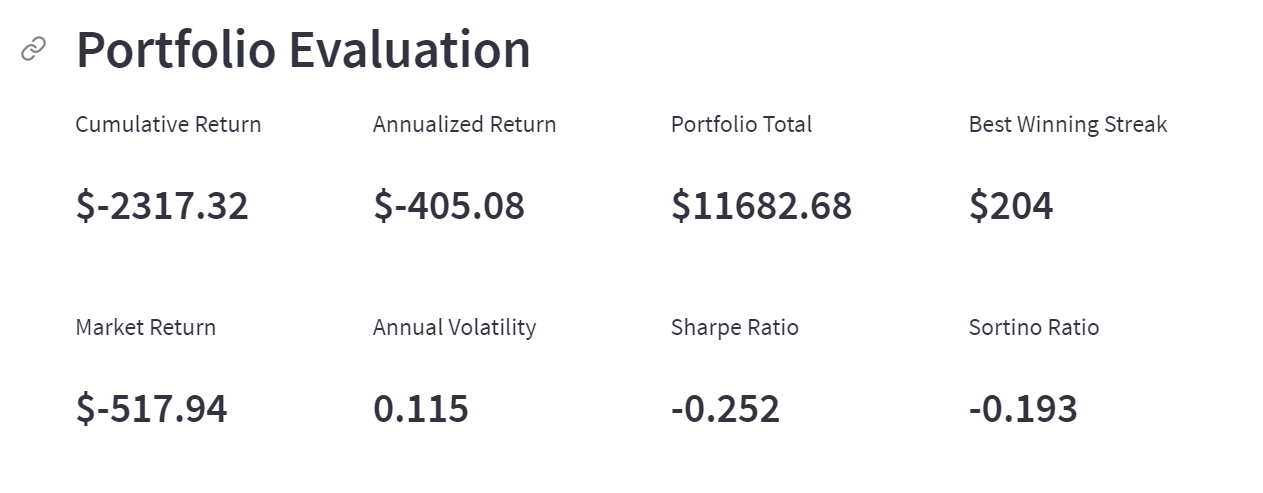 Portfolio Evaluation
Cumulative Return Annualized Return Portfolio Total Best Winning Streak
$-2317.32 $-405.08 $11682.68 $204
Market Return Annual Volatility Sharpe Ratio Sortino Ratio
$-517.94 0.115 -0.252 -0.193